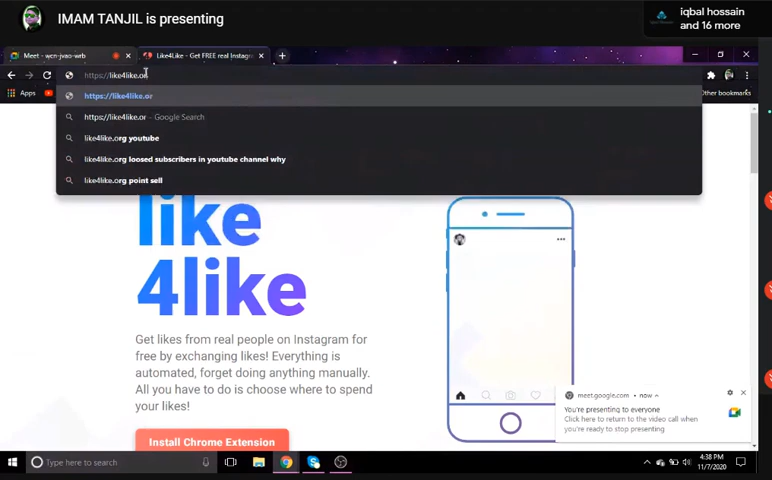 IMAM TANJIL is presenting
iqbal hossain
and 16 more
Meet - wcn-jvao-wrb
Like4Like - Get FREE real Instagr
https://like4like.or
Apps
Other bookmarks
https://like4like.or
https://like4like.or - Google Search
like4like.org youtube
like4like.org loosed subscribers in youtube channel why
like4like.org point sell
like
4like
Get likes from real people on Instagram for
free by exchanging likes! Everything is
automated, forget doing anything manually.
All you have to do is choose where to spend
your likes!
Install Chrome Extension
meet.google.com • now
You're presenting to everyone
Click here to return to the video call when
you're ready to stop presenting
Type here to search
4:38 PM
11/7/2020